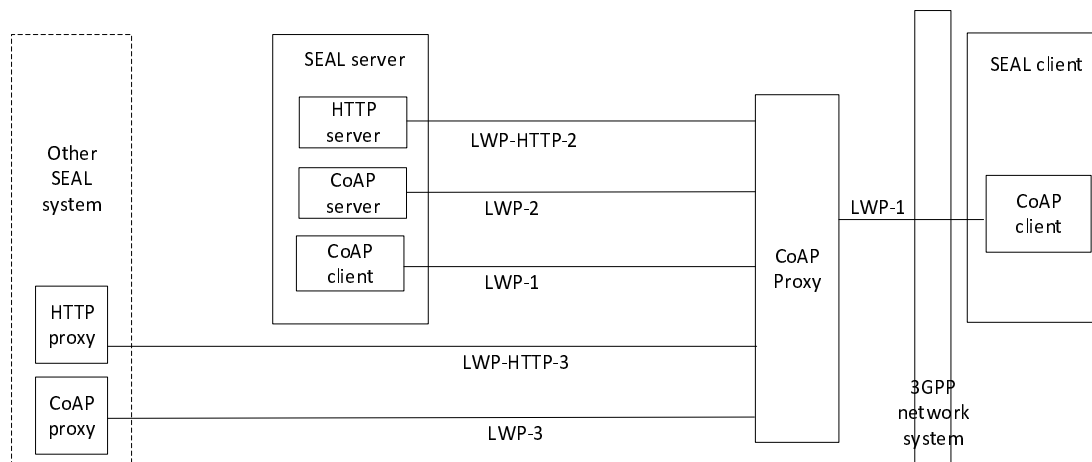 SEAL server
SEAL client
HTTP
server
LWP-HTTP-2
Other
SEAL
system
CoAP
server
LWP-2
LWP-1
CoAP
client
CoAP
client
LWP-1
CoAP
Proxy
HTTP
proxy
LWP-HTTP-3
CoAP
proxy
LWP-3
3GPP
network
system